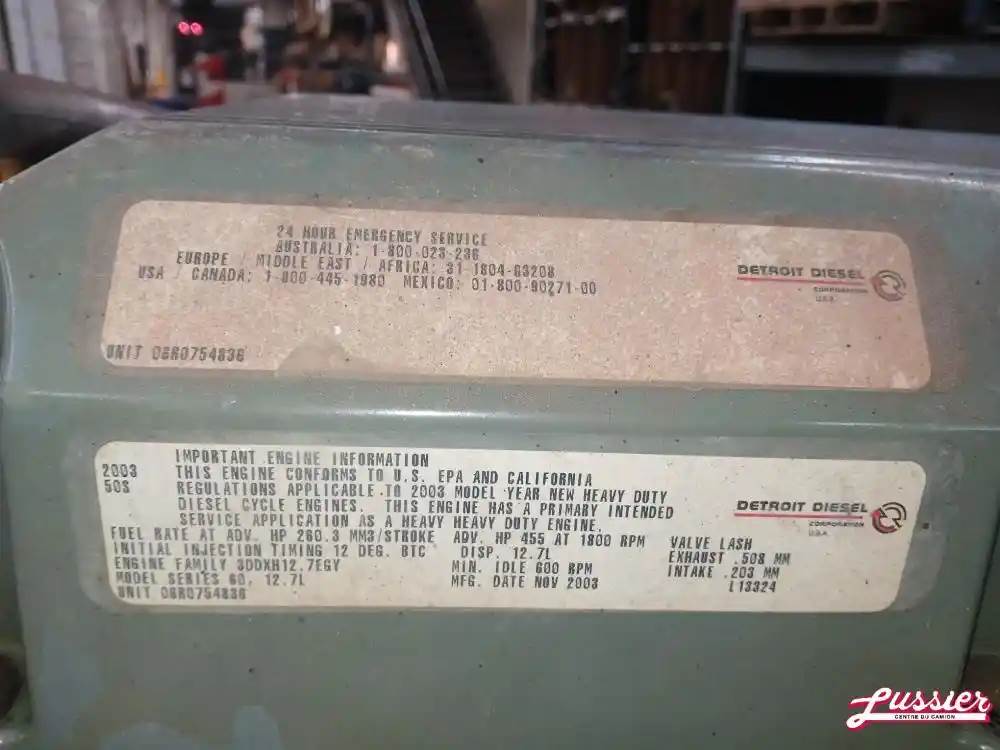 24 HOUR EMERGENCY SERVICE
AUSTRALIA: 1-800-023-236
EUROPE / MIDDLE EAST / AFRICA: 31-1804-63208
USA / CANADA: 1-800-445-1980 MEXICO: 01-800-90271-00
DETROIT DIESEL
CORPORATION
U.S.A.
UNIT 06R0754836
IMPORTANT ENGINE INFORMATION
2003 THIS ENGINE CONFORMS TO U.S. EPA AND CALIFORNIA
50S REGULATIONS APPLICABLE TO 2003 MODEL YEAR NEW HEAVY DUTY
DIESEL CYCLE ENGINES. THIS ENGINE HAS A PRIMARY INTENDED
SERVICE APPLICATION AS A HEAVY HEAVY DUTY ENGINE.
DETROIT DIESEL
CORPORATION
U.S.A.
FUEL RATE AT ADV. HP 260.3 MM3/STROKE ADV. HP 455 AT 1800 RPM VALVE LASH
INITIAL INJECTION TIMING 12 DEG. BTC DISP. 12.7L EXHAUST .508 MM
ENGINE FAMILY 3DDXH12.7EGY MIN. IDLE 600 RPM INTAKE .203 MM
MODEL SERIES 60, 12.7L MFG. DATE NOV 2003 L13324
UNIT 06R0754836
Lussier
CENTRE DU CAMION